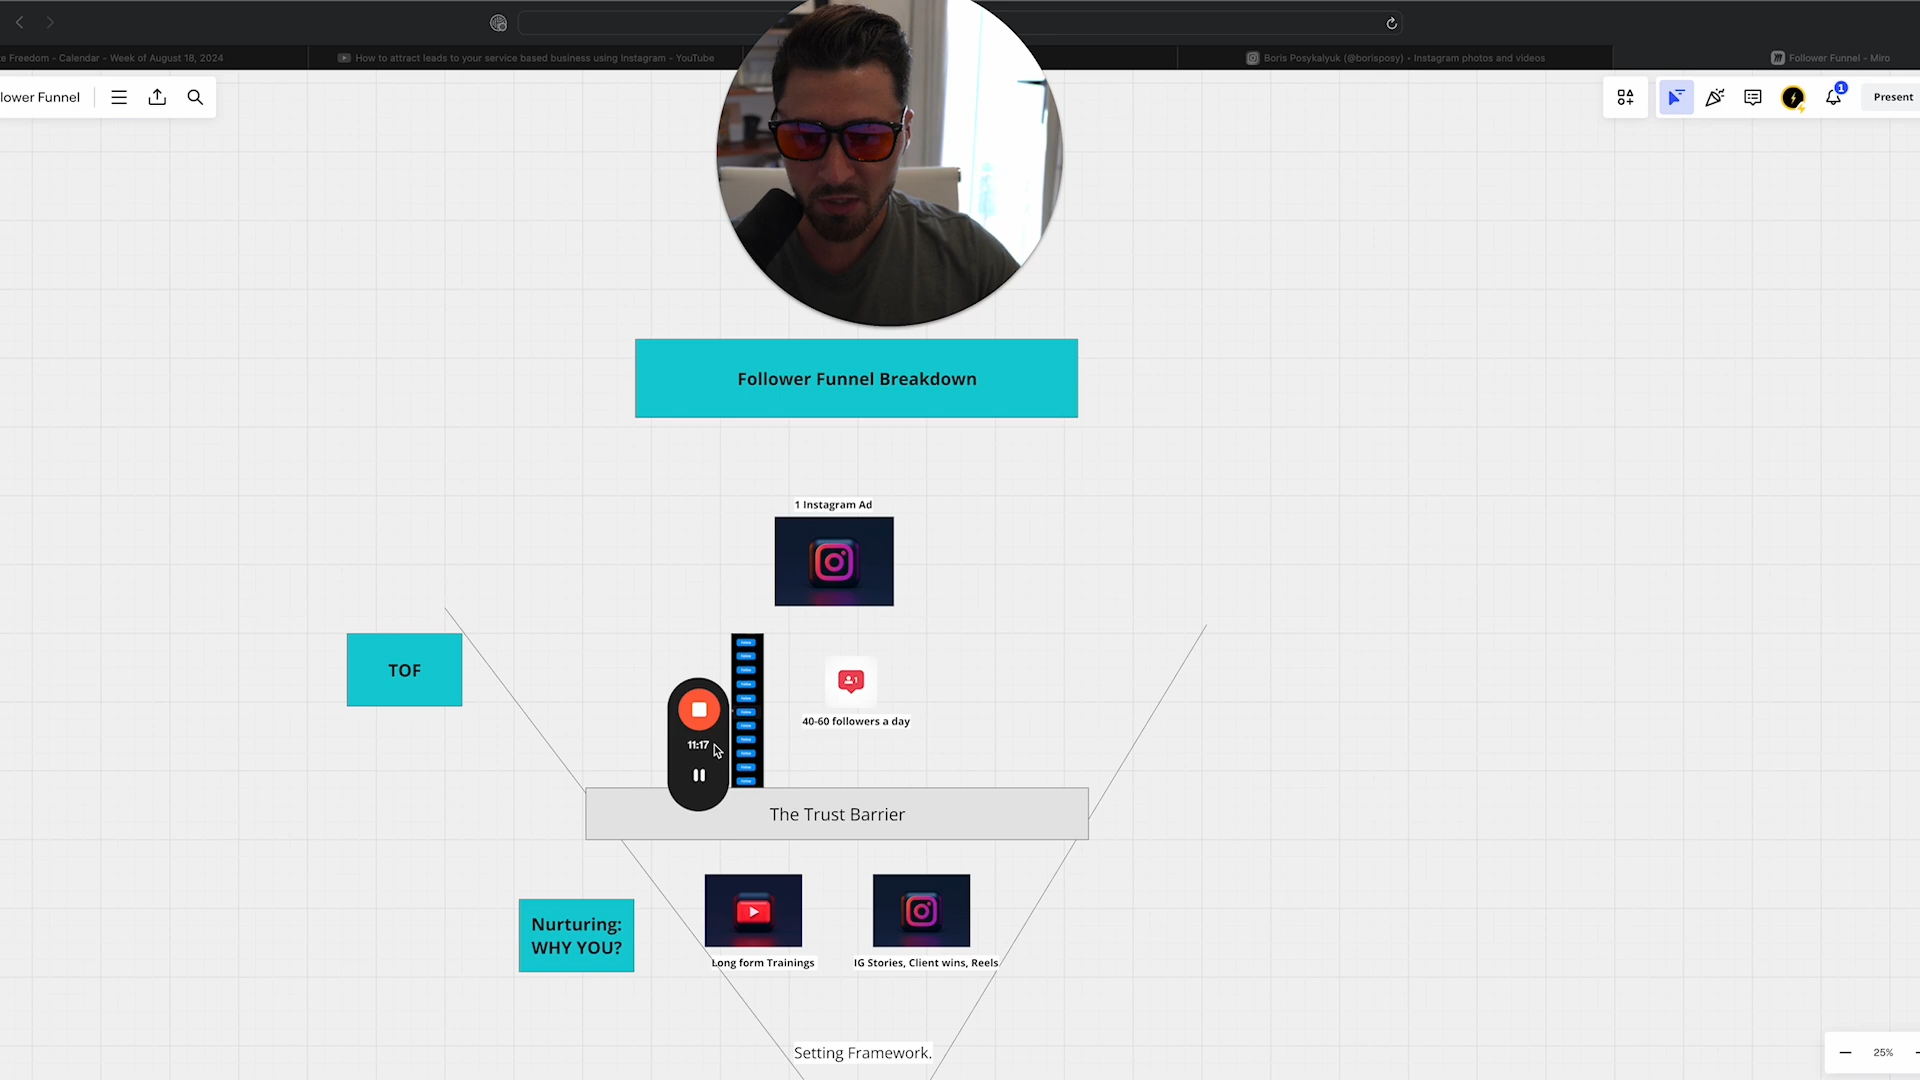 e Freedom - Calendar - Week of August 18, 2024
How to attract leads to your service based business using Instagram - YouTube
Boris Posykalyuk (@borisposy) • Instagram photos and videos
Follower Funnel - Miro
lower Funnel
1
Present
Follower Funnel Breakdown
1 Instagram Ad
TOF
1
40-60 followers a day
11:17
The Trust Barrier
Nurturing:
WHY YOU?
Long form Trainings
IG Stories, Client wins, Reels
Setting Framework.
25%